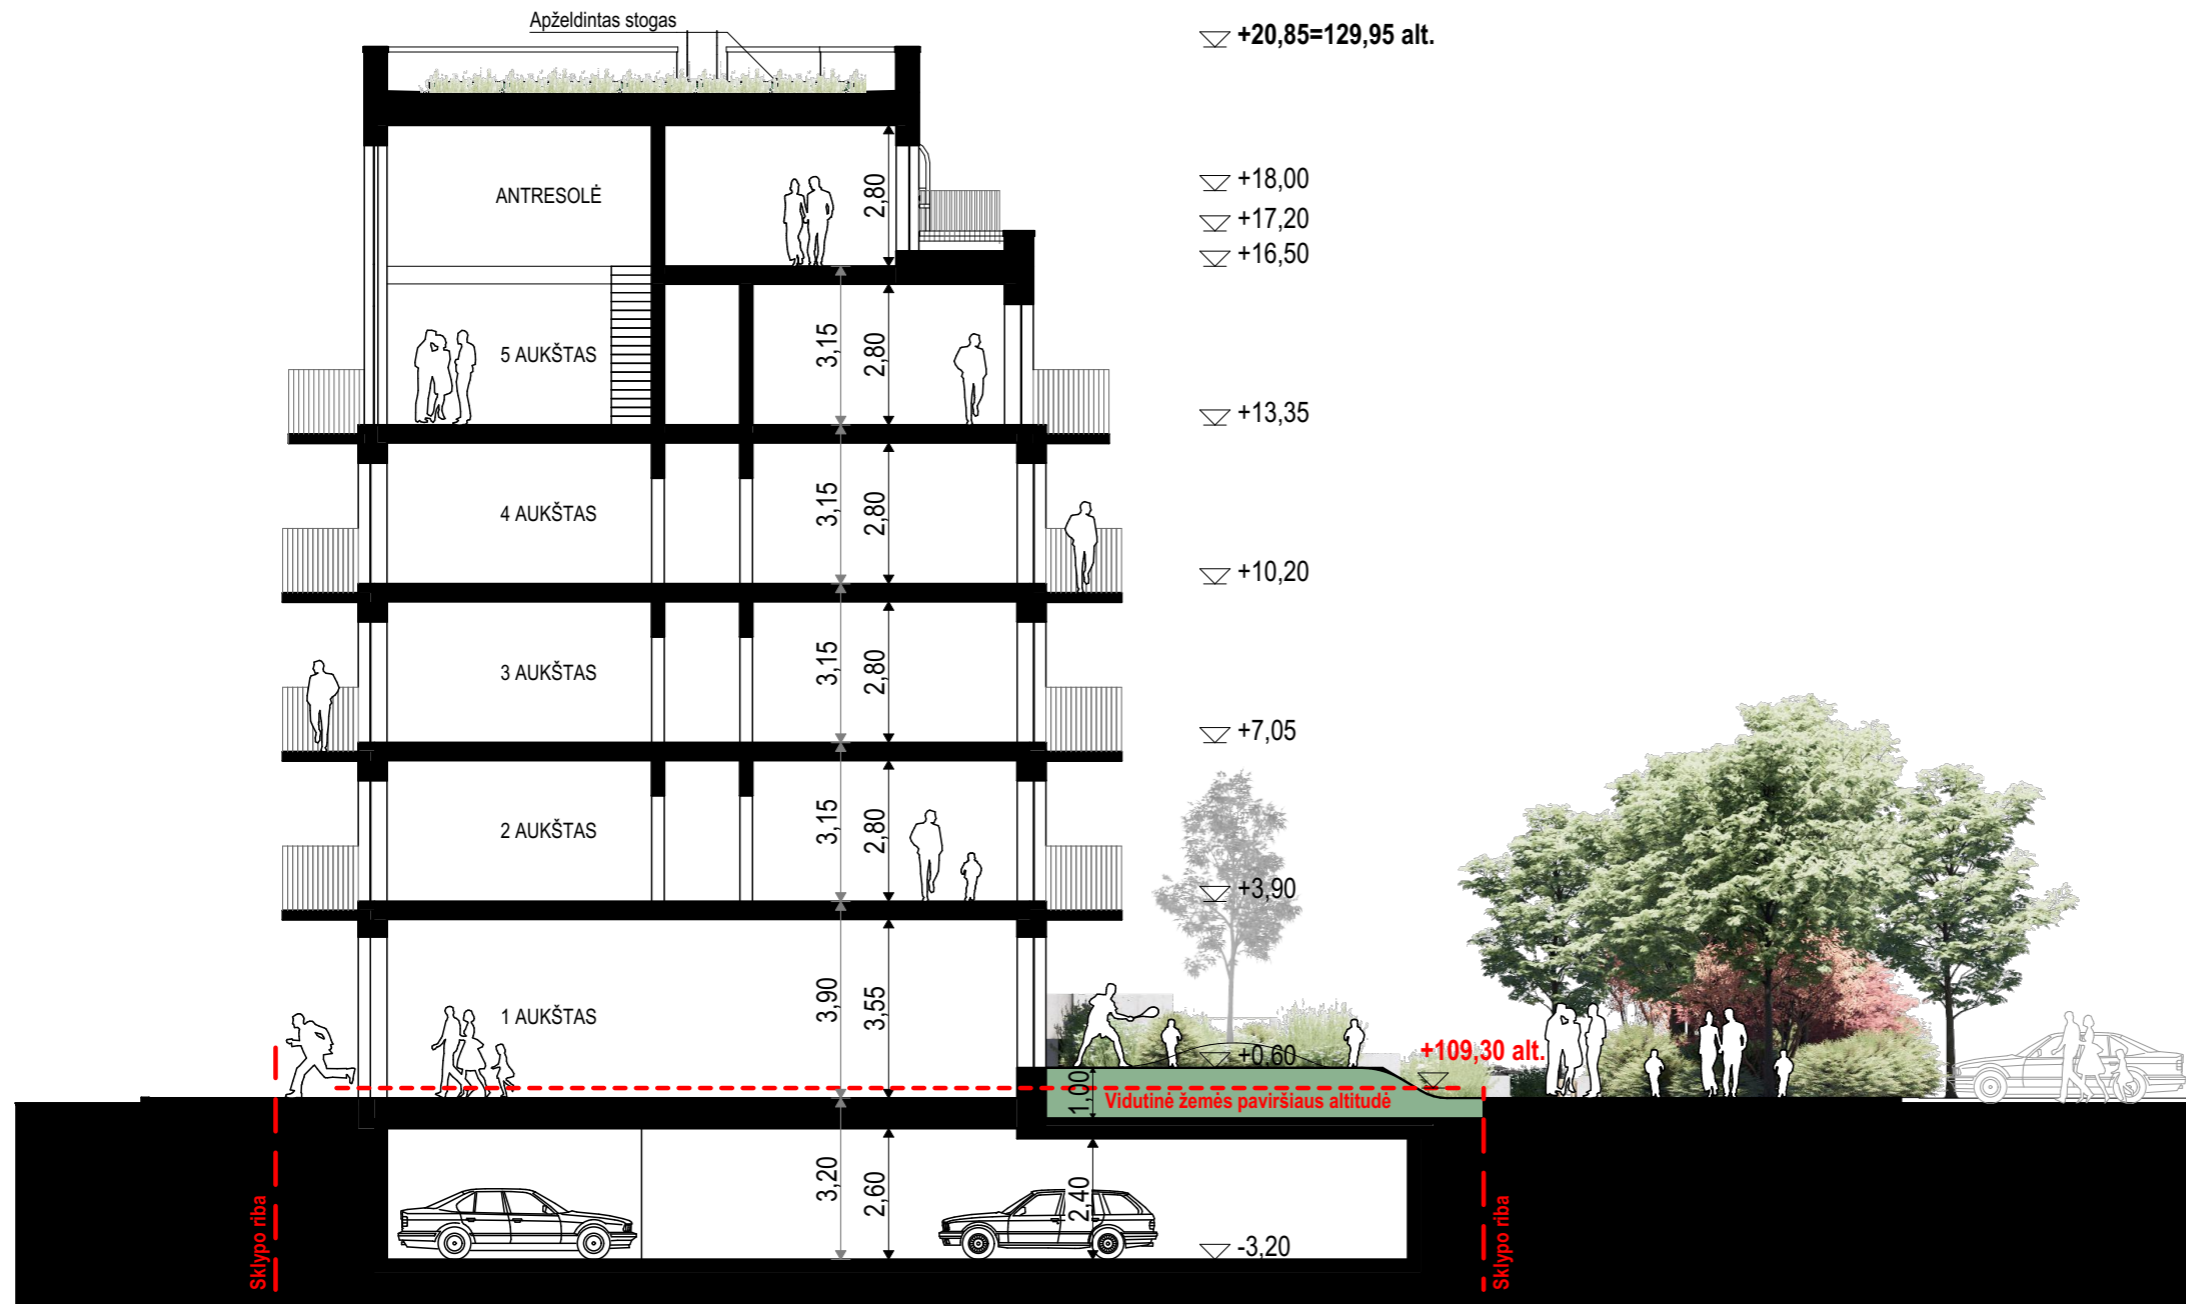 Apželdintas stogas
+20,85=129,95 alt.
ANTRESOLĖ
2,80
+18,00
+17,20
+16,50
5 AUKŠTAS
3,15
2,80
+13,35
4 AUKŠTAS
3,15
2,80
+10,20
3 AUKŠTAS
3,15
2,80
+7,05
2 AUKŠTAS
3,15
2,80
+3,90
1 AUKŠTAS
3,90
3,55
+0,60
+109,30 alt.
1,00
Vidutinė žemės paviršiaus altitudė
3,20
2,60
2,40
-3,20
Sklypo riba
Sklypo riba